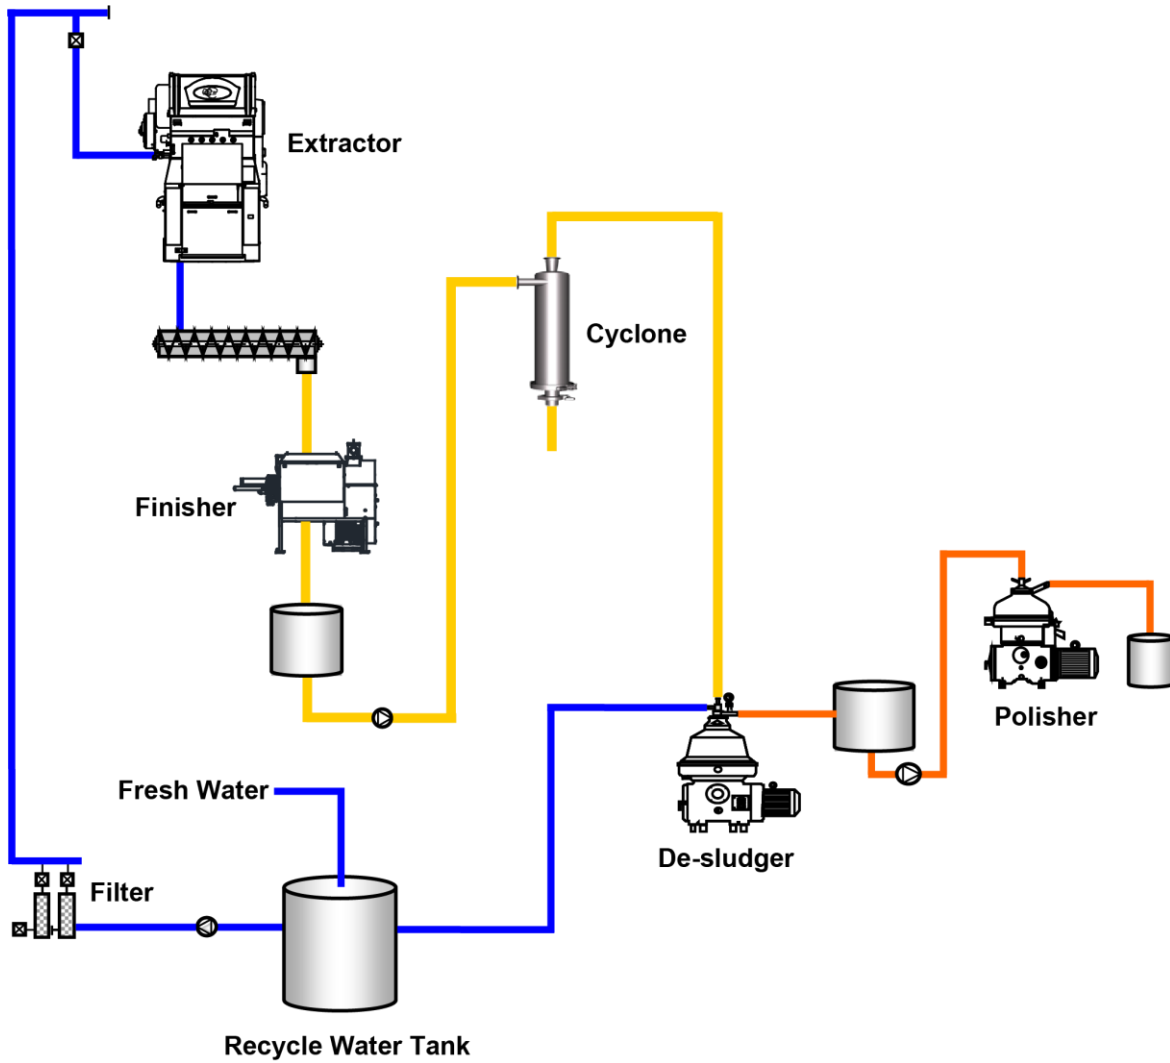 Extractor
Cyclone
Finisher
Polisher
Fresh Water
De-sludger
Filter
Recycle Water Tank